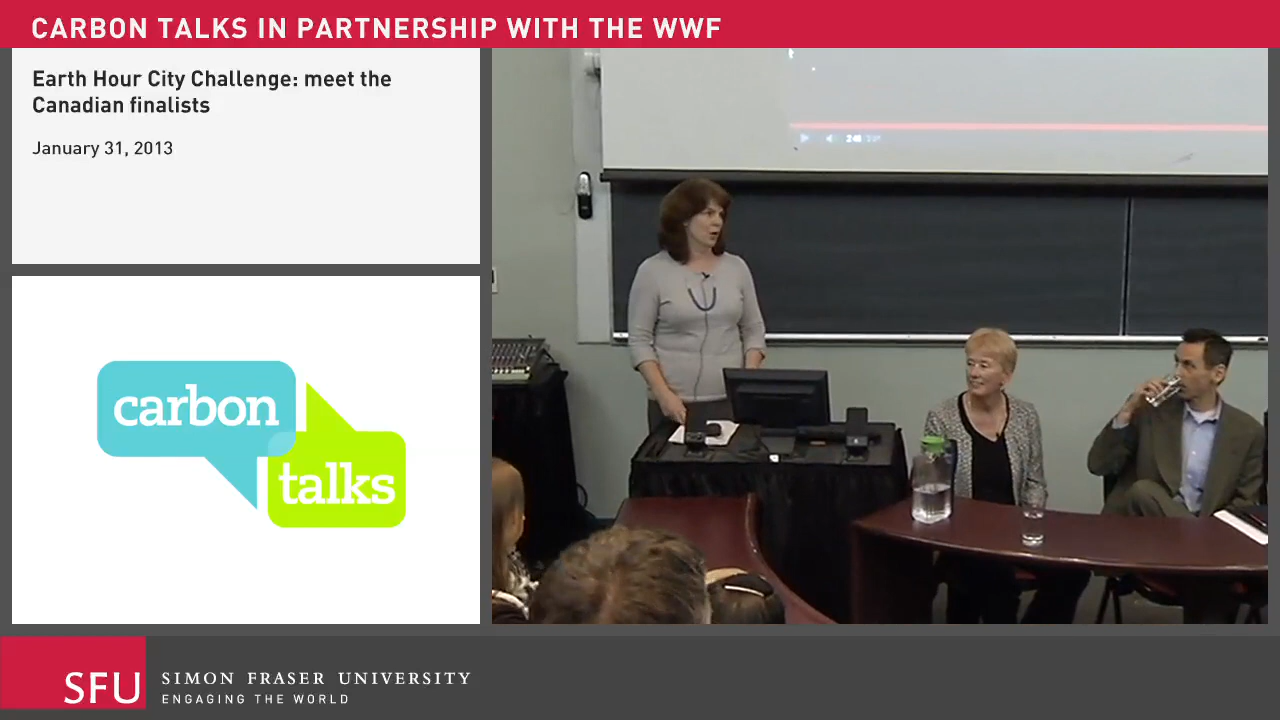 CARBON TALKS IN PARTNERSHIP WITH THE WWF
Earth Hour City Challenge: meet the
Canadian finalists
January 31, 2013
carbon
talks
SFU
SIMON FRASER UNIVERSITY
ENGAGING THE WORLD